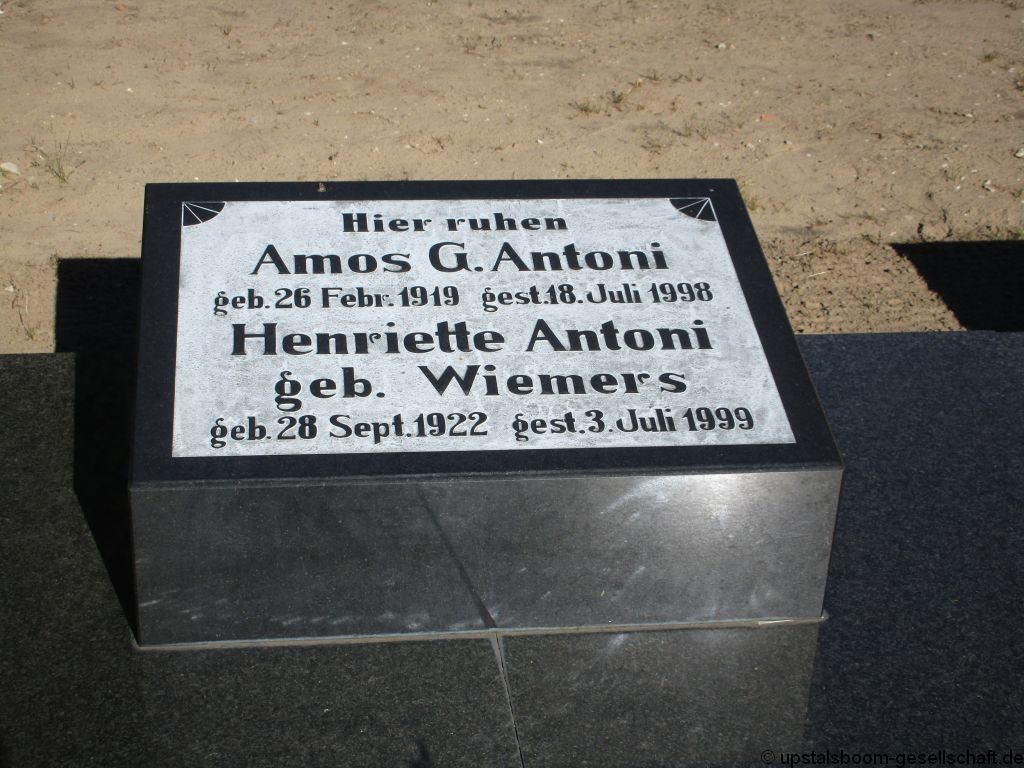 Hier ruhen
Amos G. Antoni
geb. 26 Febr. 1919 gest. 18. Juli 1998
Henriette Antoni
geb. Wiemers
geb. 28 Sept. 1922 gest. 3. Juli 1999
© upstalsboom-gesellschaft.de